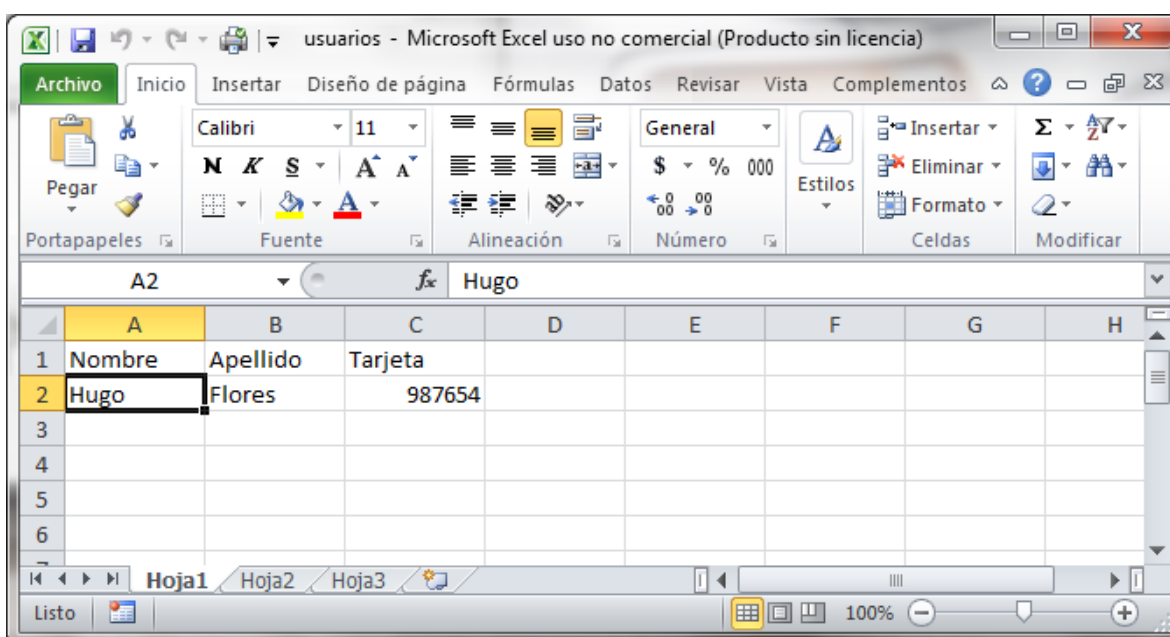 usuarios - Microsoft Excel uso no comercial (Producto sin licencia)
Archivo Inicio Insertar Diseño de página Fórmulas Datos Revisar Vista Complementos
Calibri 11 General Insertar Σ
Pegar N K S A A $ % 000 Estilos Eliminar
A Formato
Portapapeles Fuente Alineación Número Celdas Modificar
A2 fx Hugo
A B C D E F G H
1 Nombre Apellido Tarjeta
2 Hugo Flores 987654
3
4
5
6
Hoja1 Hoja2 Hoja3
Listo 100%